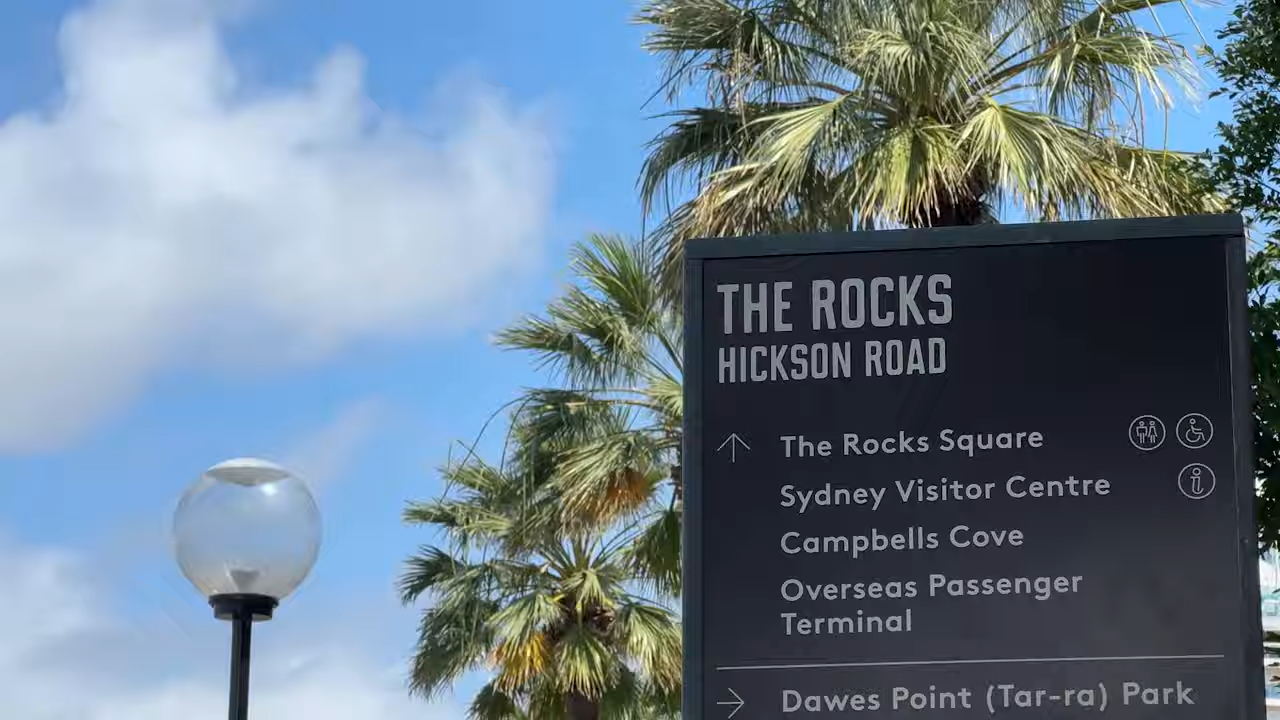 THE ROCKS
HICKSON ROAD
The Rocks Square
Sydney Visitor Centre
Campbells Cove
Overseas Passenger
Terminal
Dawes Point (Tar-ra) Park